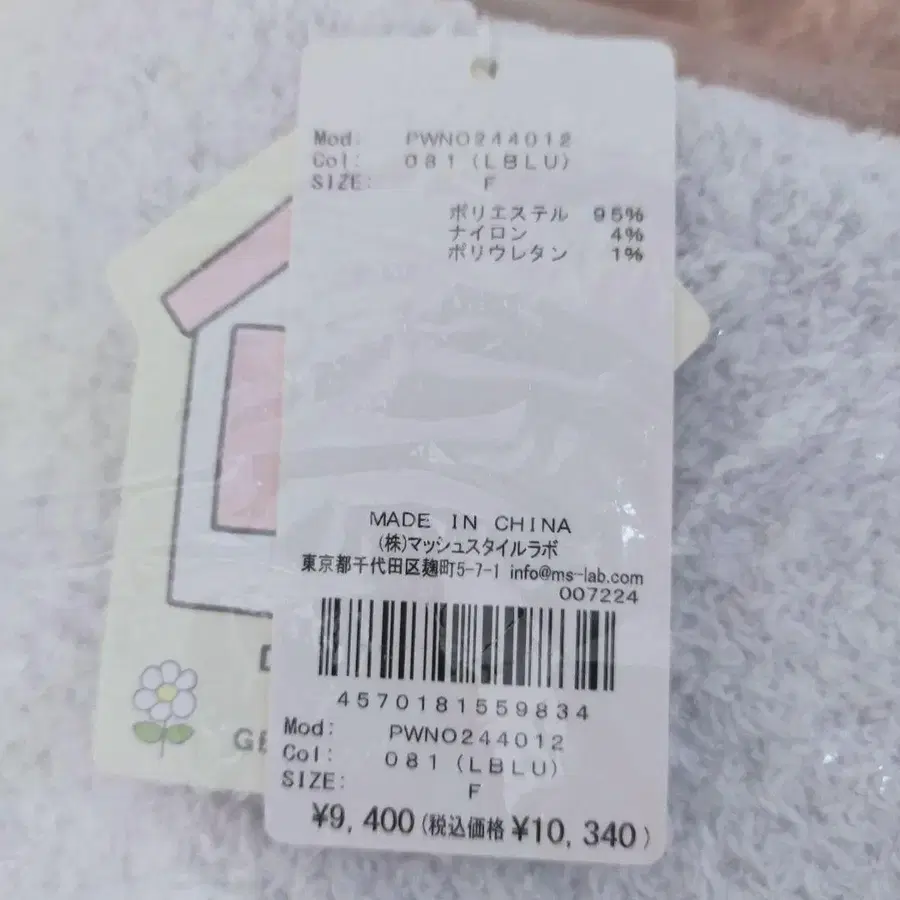 Mod: PWNO244012
Col: 081 (LBLU)
SIZE: F
ポリエステル 95%
ナイロン 4%
ポリウレタン 1%
MADE IN CHINA
(株)マッシュスタイルラボ
東京都千代田区麹町5-7-1 info@ms-lab.com
007224
4570181559834
Mod: PWNO244012
Col: 081 (LBLU)
SIZE: F
¥9,400(税込価格¥10,340)